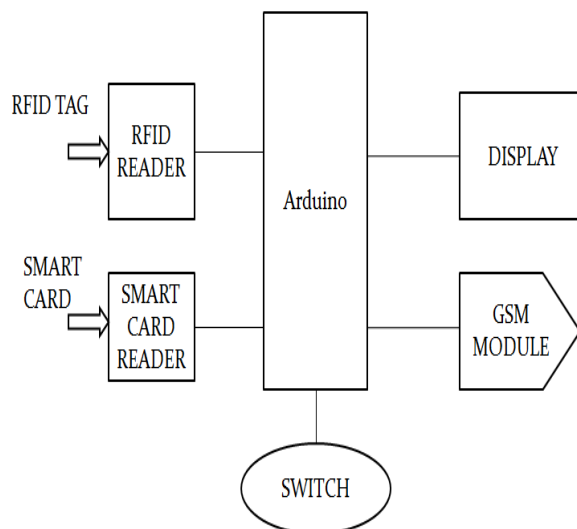 RFID TAG
RFID
READER
Arduino
DISPLAY
SMART
CARD
SMART
CARD
READER
GSM
MODULE
SWITCH